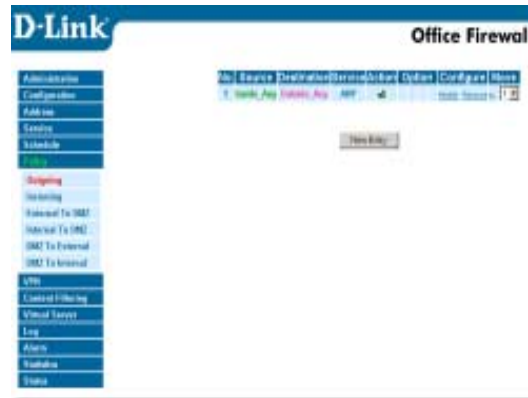 D-Link
Office Firewal
Administration
Configuration
Address
Service
Schedule
Policy
Outgoing
Incoming
External To DMZ
Internal To DMZ
DMZ To External
DMZ To Internal
VPN
Content Filtering
Virtual Server
Log
Alarm
Statistics
Status
No. Source Destination Service Action Option Configure Move
1 Inside_Any Outside_Any ANY
New Entry